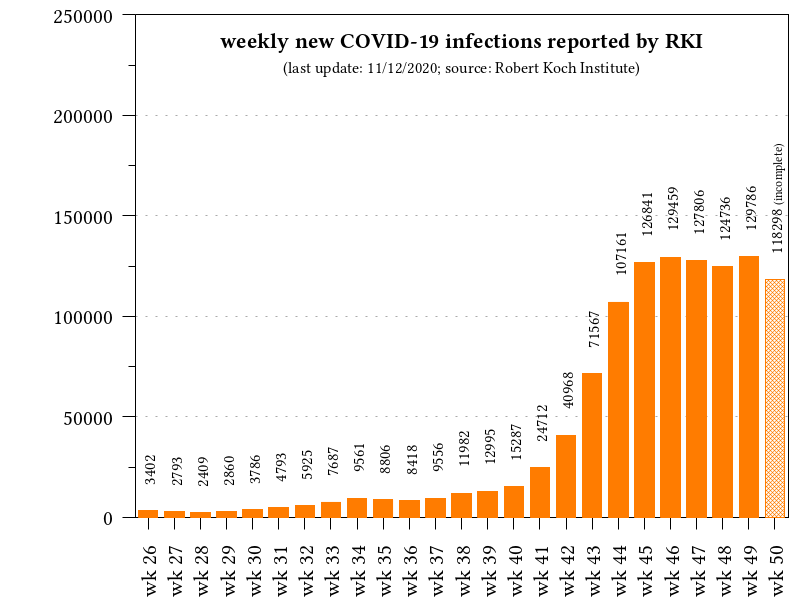 weekly new COVID-19 infections reported by RKI
(last update: 11/12/2020; source: Robert Koch Institute)
250000
200000
150000
100000
50000
0
3402
2793
2409
2860
3786
4793
5925
7687
9561
8806
8418
9556
11982
12995
15287
24712
40968
71567
107161
126841
129459
127806
124736
129786
118298 (incomplete)
wk 26
wk 27
wk 28
wk 29
wk 30
wk 31
wk 32
wk 33
wk 34
wk 35
wk 36
wk 37
wk 38
wk 39
wk 40
wk 41
wk 42
wk 43
wk 44
wk 45
wk 46
wk 47
wk 48
wk 49
wk 50